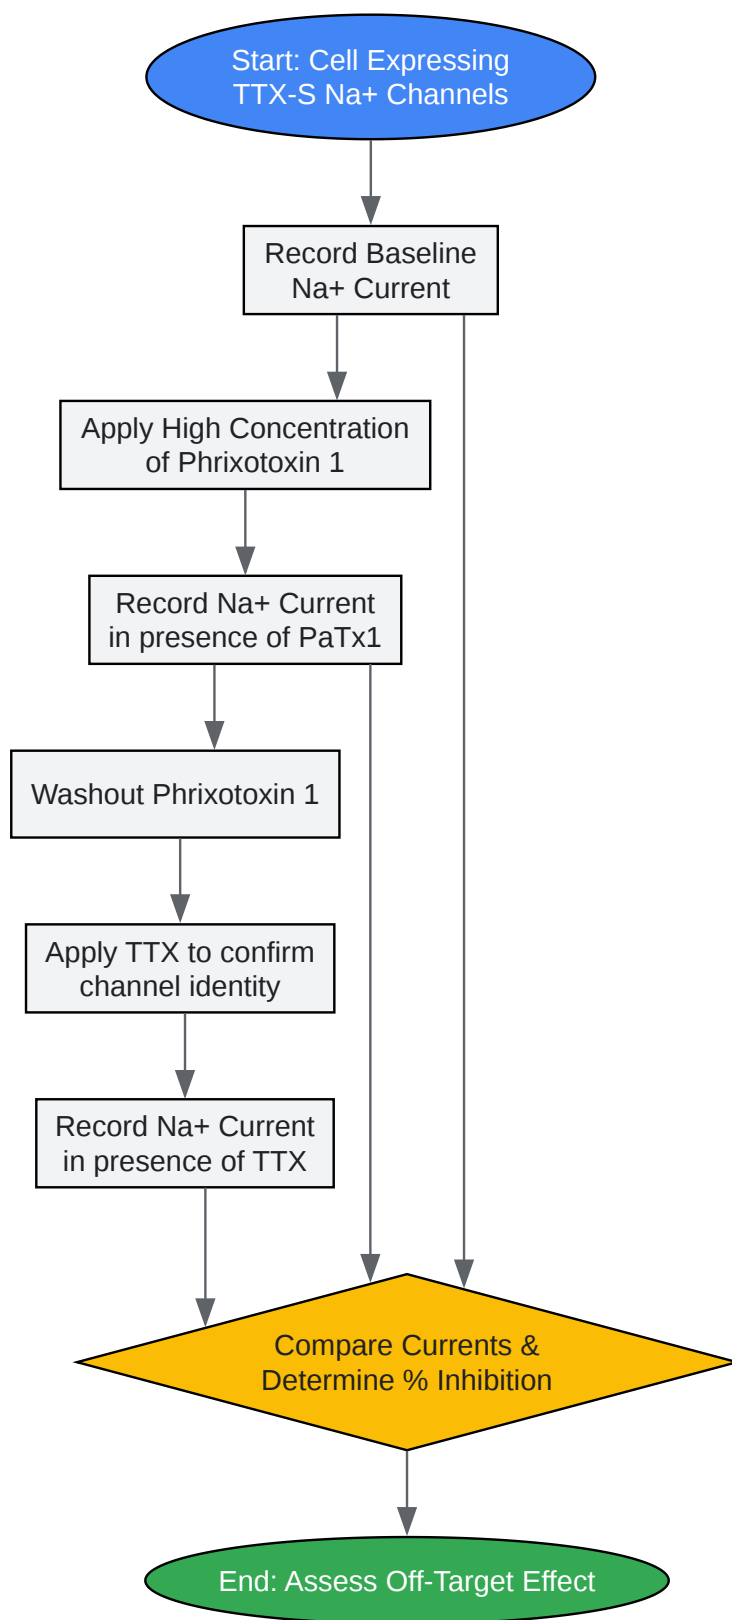 Start: Cell Expressing
TTX-S Na+ Channels
Record Baseline
Na+ Current
Apply High Concentration
of Phrixotoxin 1
Record Na+ Current
in presence of PaTx1
Washout Phrixotoxin 1
Apply TTX to confirm
channel identity
Record Na+ Current
in presence of TTX
Compare Currents &
Determine % Inhibition
End: Assess Off-Target Effect